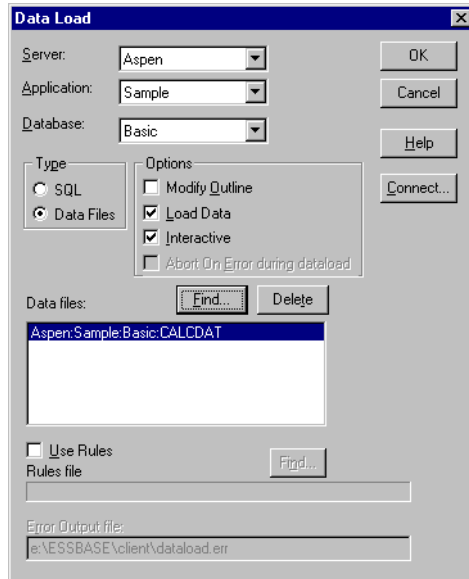 Data Load
Server: Aspen OK
Application: Sample Cancel
Database: Basic
Help
Type Options
SQL Modify Outline Connect...
Data Files Load Data
Interactive
Abort On Error during dataload
Data files: Find... Delete
Aspen:Sample:Basic:CALCDAT
Use Rules
Rules file Find...
Error Output file:
e:\ESSBASE\client\dataload.err